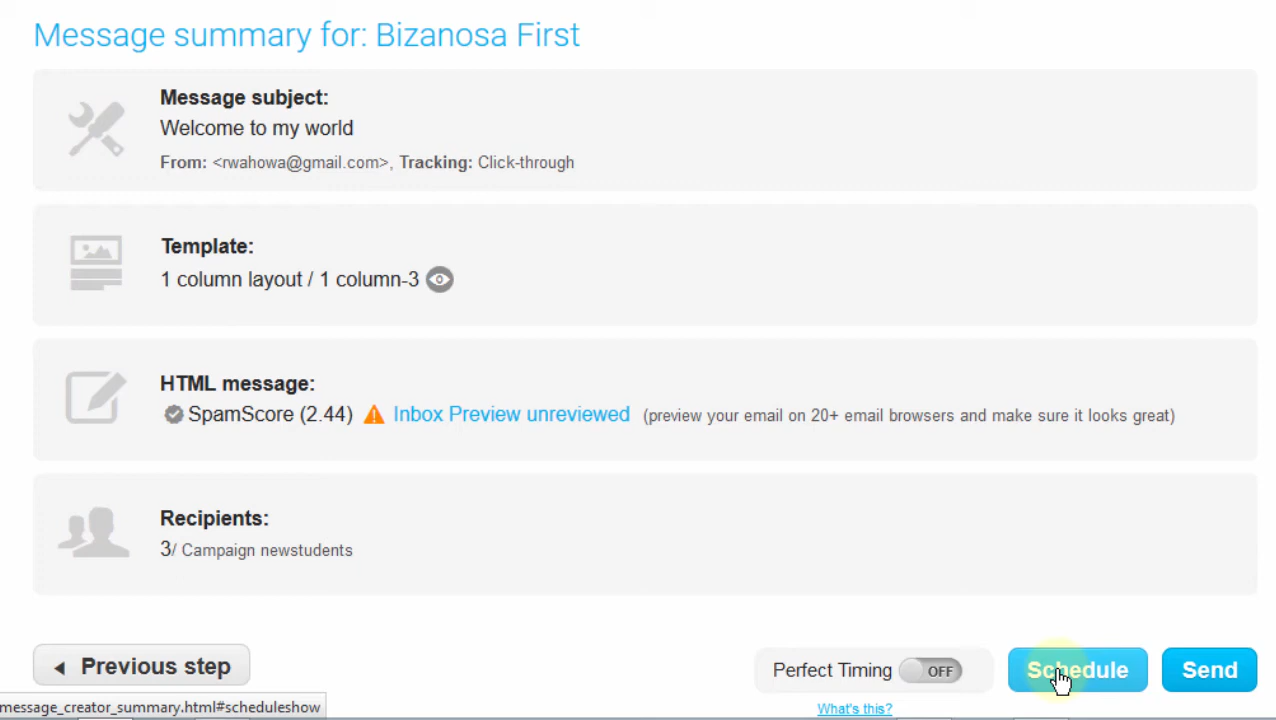 Message summary for: Bizanosa First
Message subject:
Welcome to my world
From: <rwahowa@gmail.com>, Tracking: Click-through
Template:
1 column layout / 1 column-3
HTML message:
SpamScore (2.44) Inbox Preview unreviewed (preview your email on 20+ email browsers and make sure it looks great)
Recipients:
3/ Campaign newstudents
Previous step Perfect Timing OFF Schedule Send
message_creator_summary.html#scheduleshow What's this?